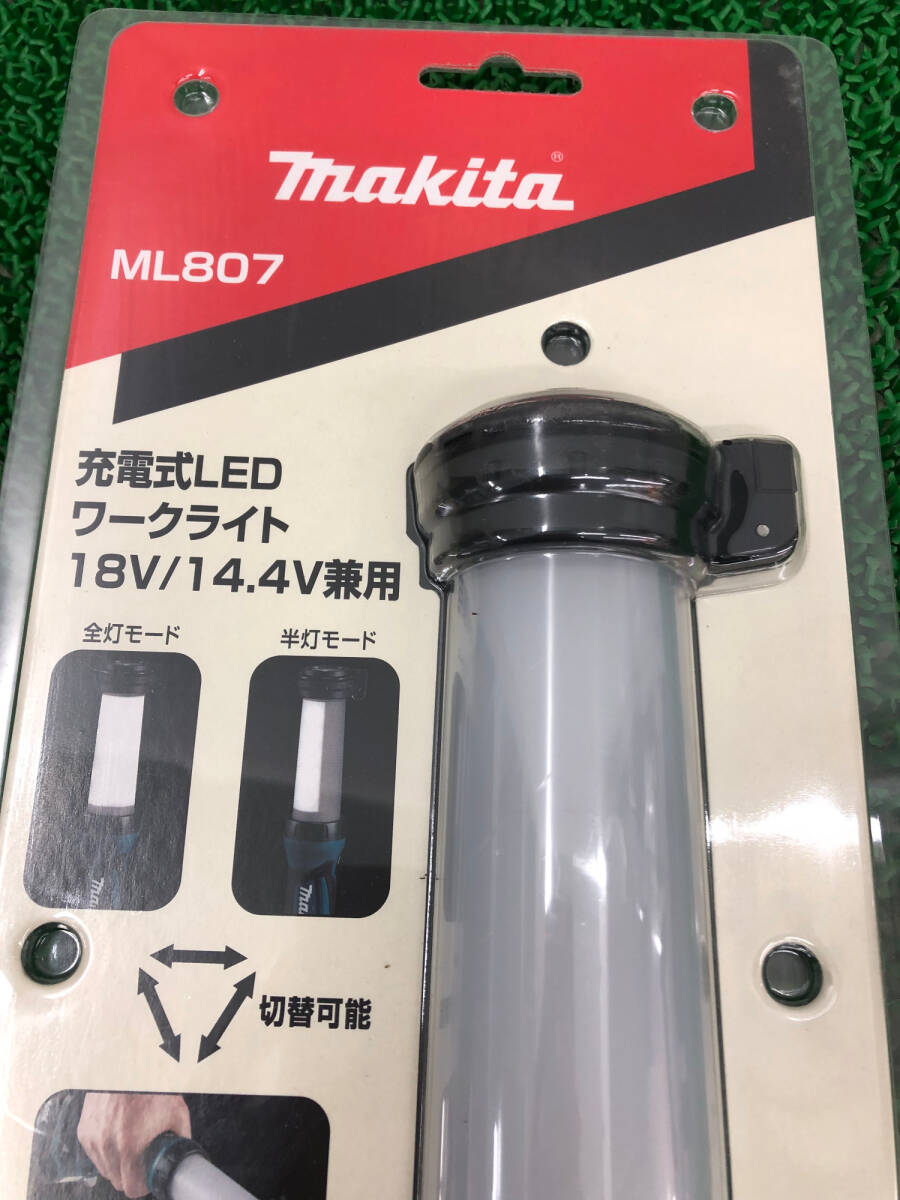 makita®
ML807
充電式LED
ワークライト
18V/14.4V兼用
全灯モード 半灯モード
切替可能